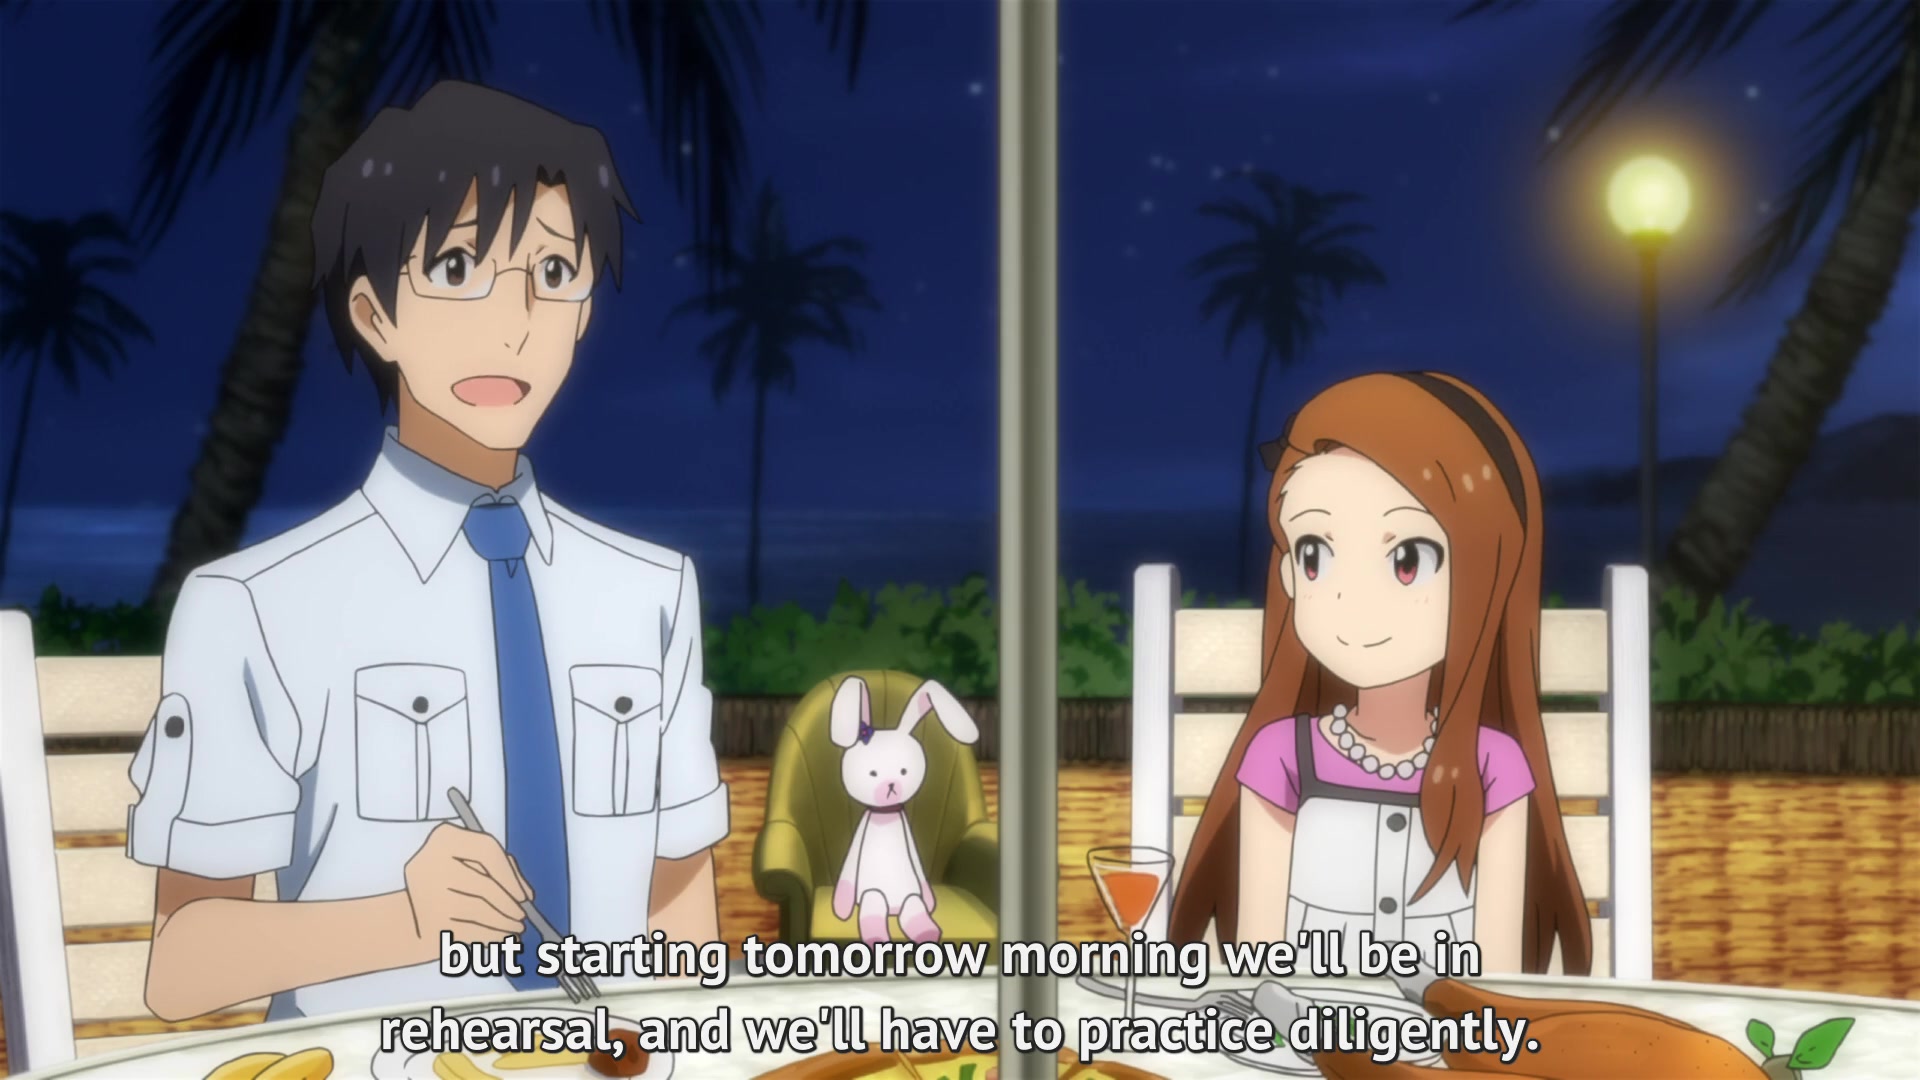 but starting tomorrow morning we'll be in
rehearsal, and we'll have to practice diligently.